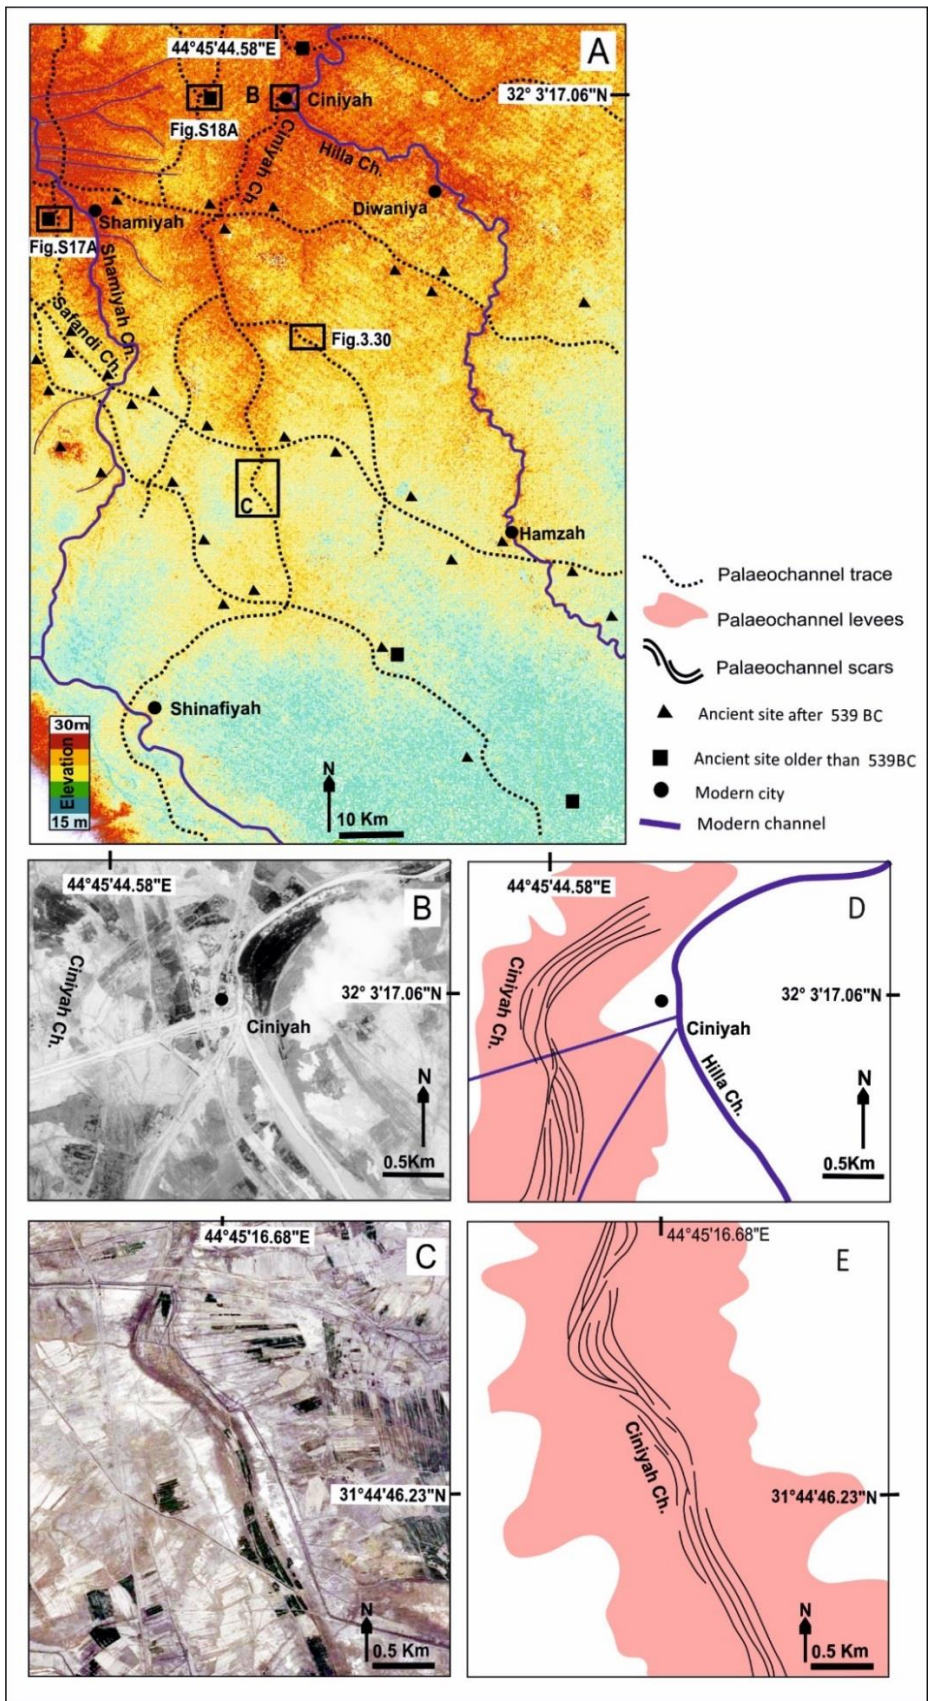 44°45'44.58"E
A
32° 3'17.06"N
B
Ciniyah
Fig.S18A
Ciniyah Ch.
Hilla Ch.
Diwaniya
Shamiyah
Fig.S17A
Shamiyah Ch.
Safandi Ch.
Fig.3.30
C
Hamzah
Shinafiyah
30m
Elevation
15 m
N
10 Km
Palaeochannel trace
Palaeochannel levees
Palaeochannel scars
Ancient site after 539 BC
Ancient site older than 539BC
Modern city
Modern channel
44°45'44.58"E
B
Ciniyah Ch.
32° 3'17.06"N
Ciniyah
N
0.5Km
44°45'44.58"E
D
Ciniyah Ch.
32° 3'17.06"N
Ciniyah
Hilla Ch.
N
0.5Km
44°45'16.68"E
C
31°44'46.23"N
N
0.5 Km
44°45'16.68"E
E
Ciniyah Ch.
31°44'46.23"N
N
0.5 Km